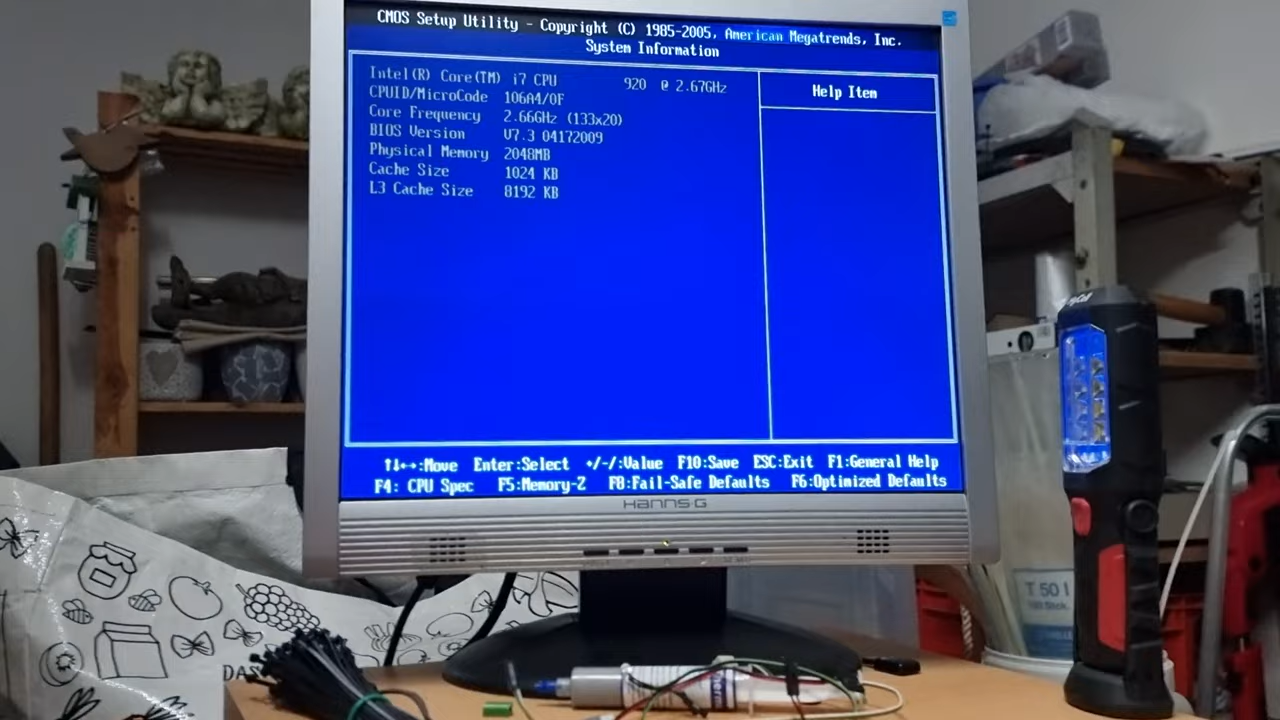 CMOS Setup Utility - Copyright (C) 1985-2005, American Megatrends, Inc.
System Information
Intel(R) Core(TM) i7 CPU 920 @ 2.67GHz
CPUID/MicroCode 106A4/0F
Core Frequency 2.66GHz (133x20)
BIOS Version V7.3 04172009
Physical Memory 2048MB
Cache Size 1024 KB
L3 Cache Size 8192 KB
Help Item
↑↓←→:Move Enter:Select +/-/:Value F10:Save ESC:Exit F1:General Help
F4: CPU Spec F5:Memory-Z F8:Fail-Safe Defaults F6:Optimized Defaults
HANNS·G
T 50 l
DAS